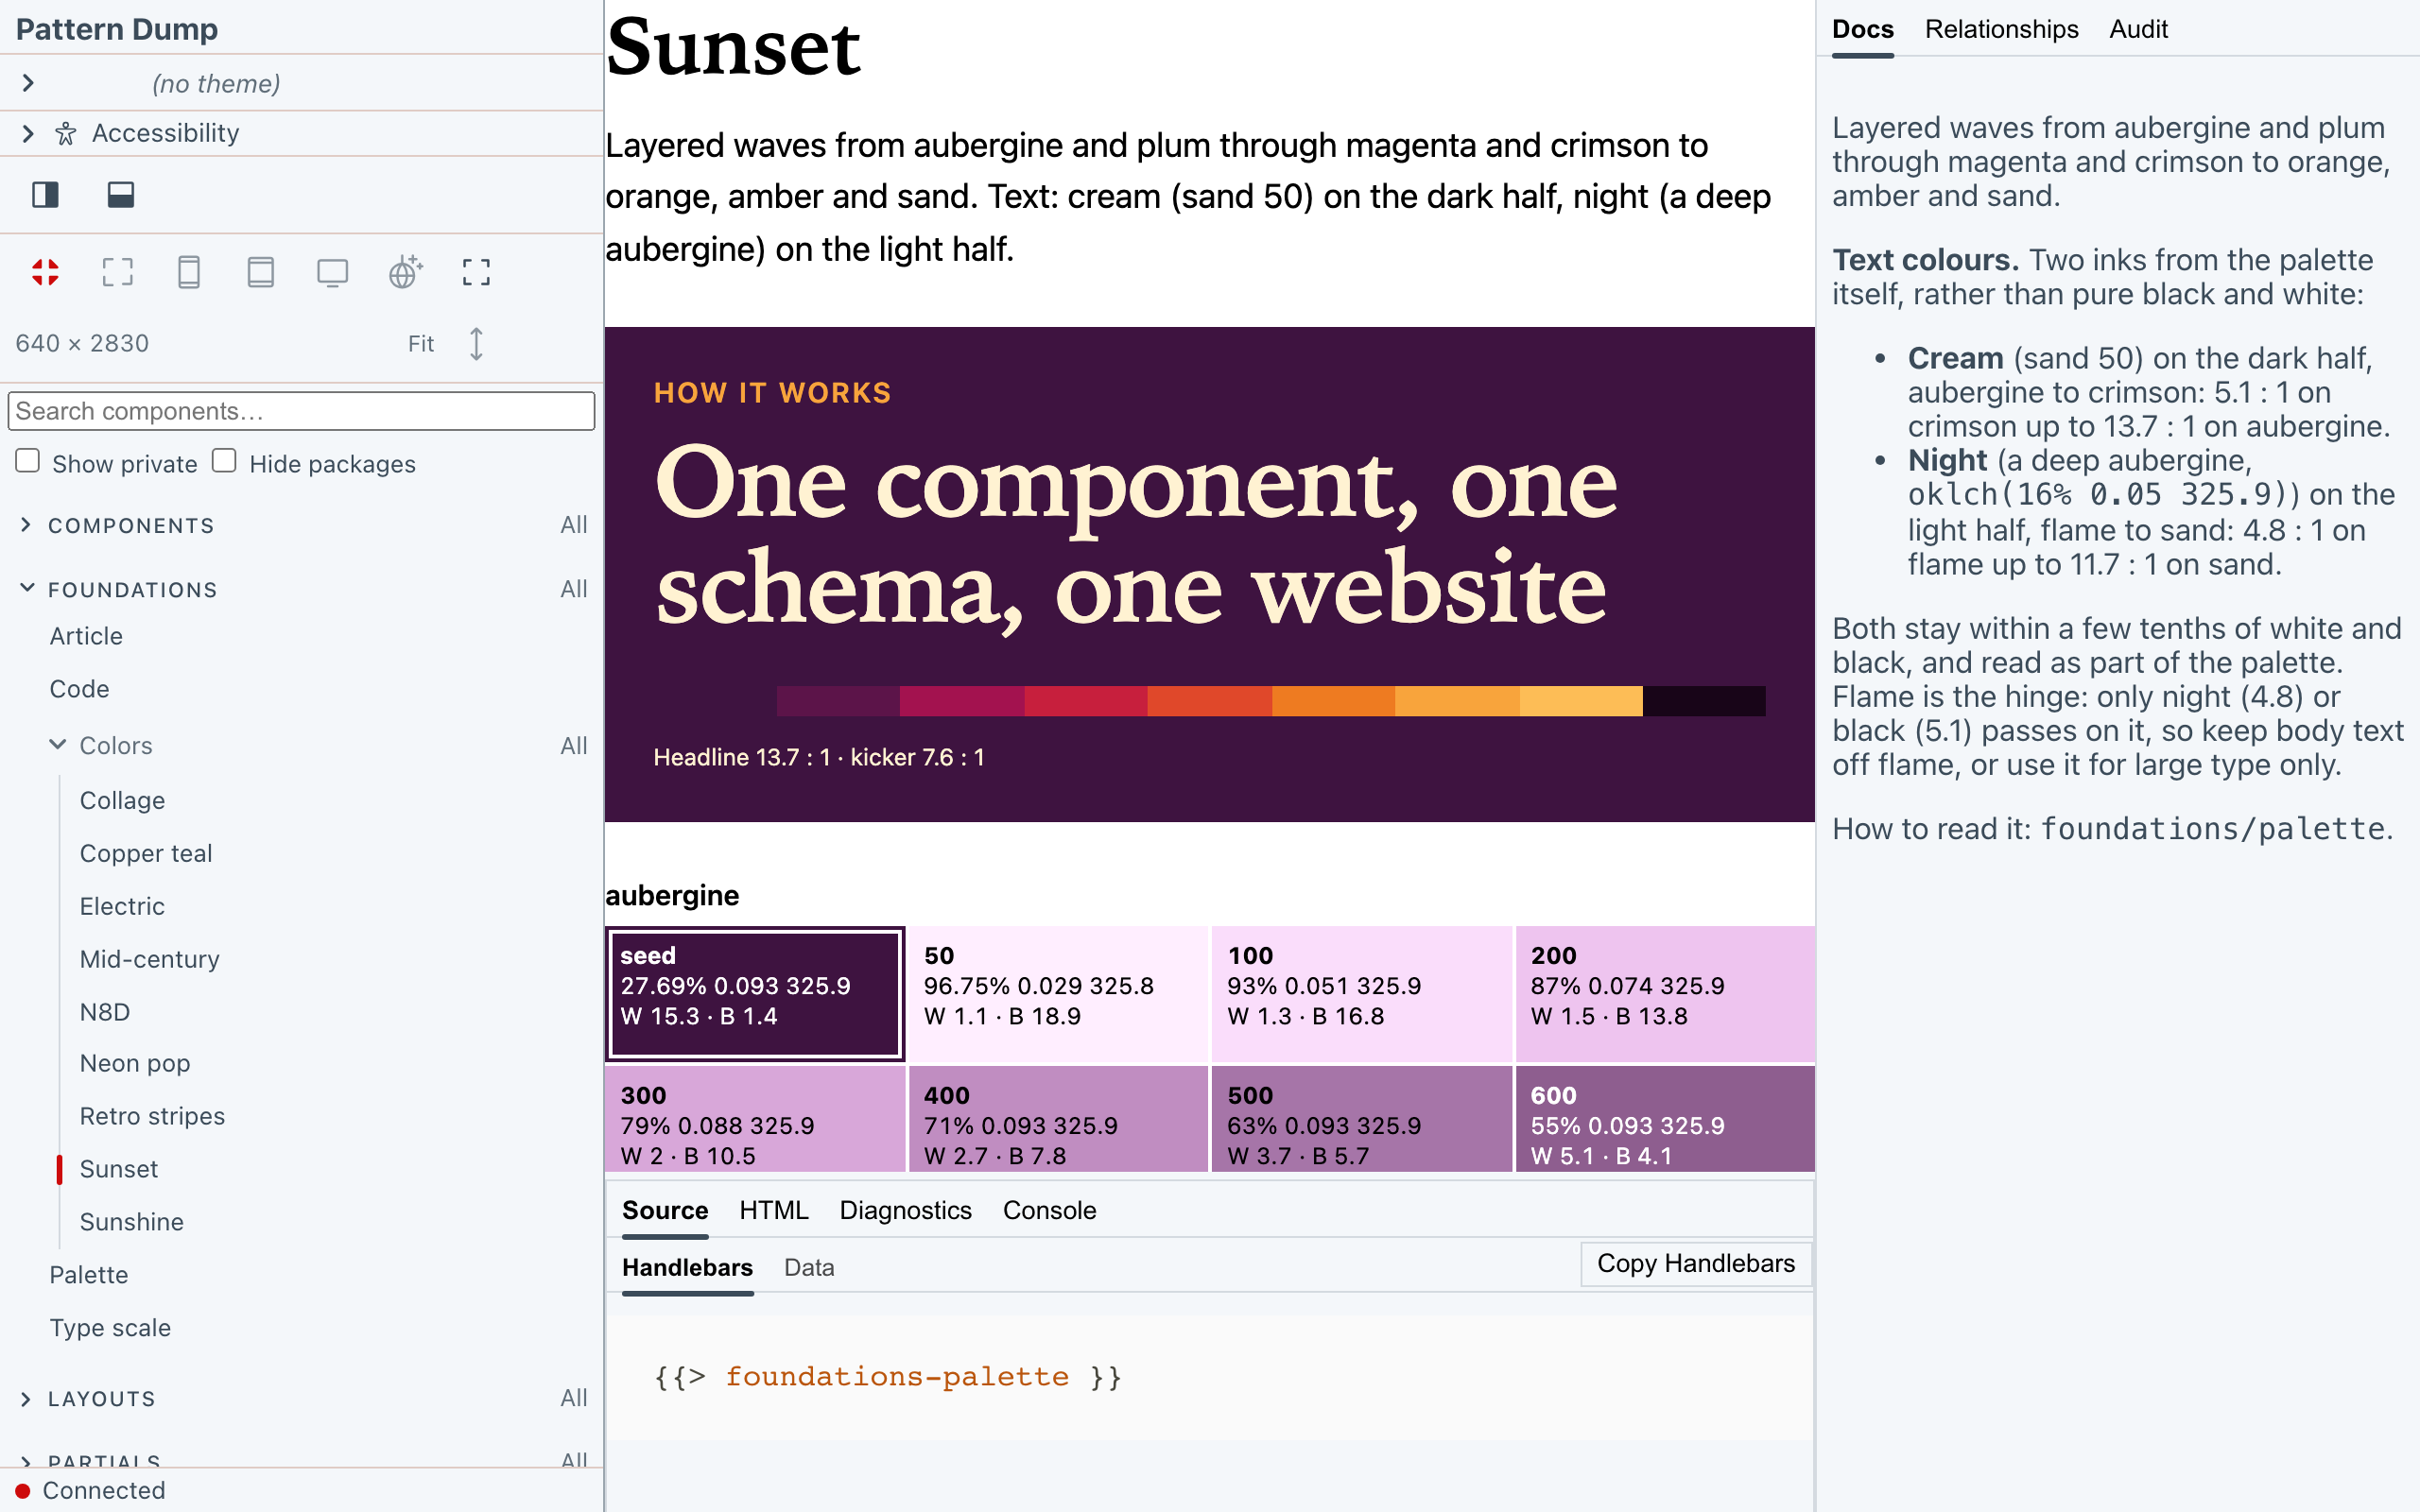 Pattern Dump
(no theme)
Accessibility
640 × 2830
Fit
Search components…
Show private
Hide packages
COMPONENTS
All
FOUNDATIONS
All
Article
Code
Colors
All
Collage
Copper teal
Electric
Mid-century
N8D
Neon pop
Retro stripes
Sunset
Sunshine
Palette
Type scale
LAYOUTS
All
PARTIALS
All
Connected
Sunset
Layered waves from aubergine and plum through magenta and crimson to
orange, amber and sand. Text: cream (sand 50) on the dark half, night (a deep
aubergine) on the light half.
HOW IT WORKS
One component, one
schema, one website
Headline 13.7 : 1 · kicker 7.6 : 1
aubergine
seed
27.69% 0.093 325.9
W 15.3 · B 1.4
50
96.75% 0.029 325.8
W 1.1 · B 18.9
100
93% 0.051 325.9
W 1.3 · B 16.8
200
87% 0.074 325.9
W 1.5 · B 13.8
300
79% 0.088 325.9
W 2 · B 10.5
400
71% 0.093 325.9
W 2.7 · B 7.8
500
63% 0.093 325.9
W 3.7 · B 5.7
600
55% 0.093 325.9
W 5.1 · B 4.1
Source
HTML
Diagnostics
Console
Handlebars
Data
Copy Handlebars
{{> foundations-palette }}
Docs
Relationships
Audit
Layered waves from aubergine and plum
through magenta and crimson to orange,
amber and sand.
Text colours. Two inks from the palette
itself, rather than pure black and white:
• Cream (sand 50) on the dark half,
aubergine to crimson: 5.1 : 1 on
crimson up to 13.7 : 1 on aubergine.
• Night (a deep aubergine,
oklch(16% 0.05 325.9)) on the
light half, flame to sand: 4.8 : 1 on
flame up to 11.7 : 1 on sand.
Both stay within a few tenths of white and
black, and read as part of the palette.
Flame is the hinge: only night (4.8) or
black (5.1) passes on it, so keep body text
off flame, or use it for large type only.
How to read it: foundations/palette.